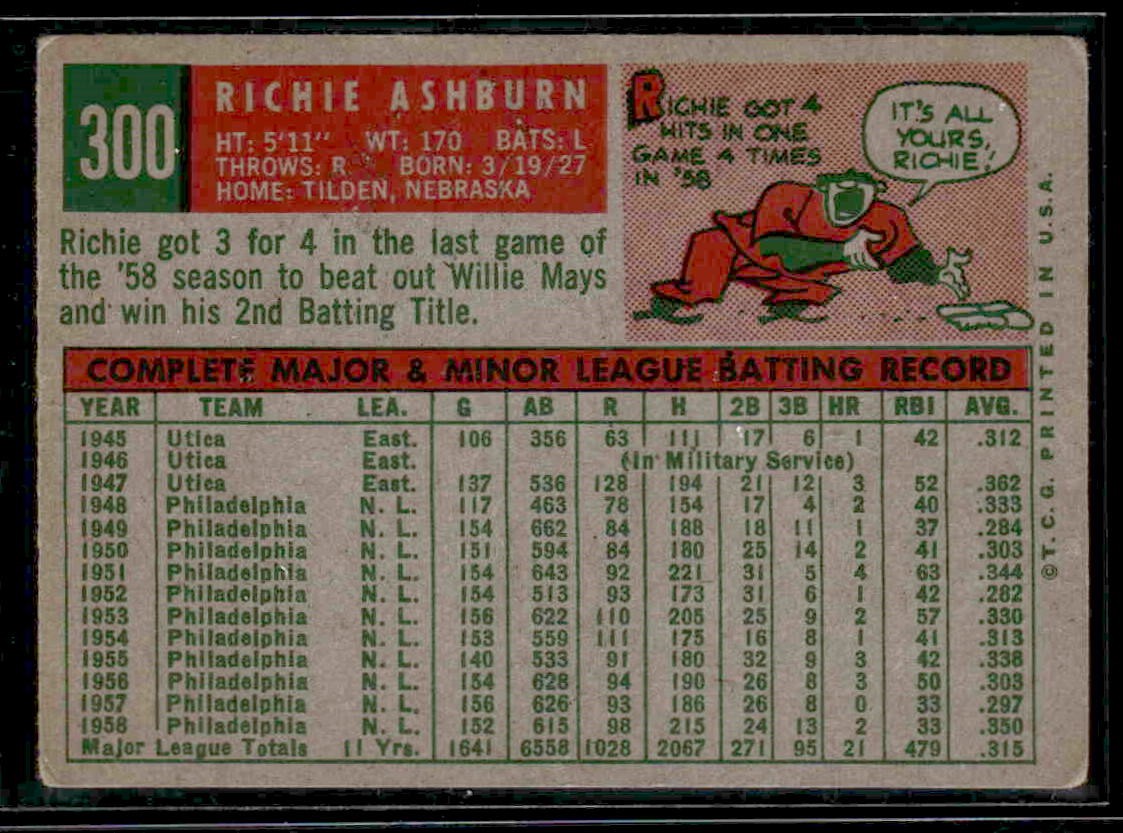 300
RICHIE ASHBURN
HT: 5'11" WT: 170 BATS: L
THROWS: R BORN: 3/19/27
HOME: TILDEN, NEBRASKA
RICHIE GOT 4
HITS IN ONE
GAME 4 TIMES
IN '58
IT'S ALL
YOURS,
RICHIE!
Richie got 3 for 4 in the last game of
the '58 season to beat out Willie Mays
and win his 2nd Batting Title.
COMPLETE MAJOR & MINOR LEAGUE BATTING RECORD
YEAR TEAM LEA. G AB R H 2B 3B HR RBI AVG.
1945 Utica East. 106 356 63 111 17 6 1 42 .312
1946 Utica East. (In Military Service)
1947 Utica East. 137 536 128 194 21 12 3 52 .362
1948 Philadelphia N. L. 117 463 78 154 17 4 2 40 .333
1949 Philadelphia N. L. 154 662 84 188 18 11 1 37 .284
1950 Philadelphia N. L. 151 594 84 180 25 14 2 41 .303
1951 Philadelphia N. L. 154 643 92 221 31 5 4 63 .344
1952 Philadelphia N. L. 154 513 93 173 31 6 1 42 .282
1953 Philadelphia N. L. 156 622 110 205 25 9 2 57 .330
1954 Philadelphia N. L. 153 559 111 175 16 8 1 41 .313
1955 Philadelphia N. L. 140 533 91 180 32 9 3 42 .338
1956 Philadelphia N. L. 154 628 94 190 26 8 3 50 .303
1957 Philadelphia N. L. 156 626 93 186 26 8 0 33 .297
1958 Philadelphia N. L. 152 615 98 215 24 13 2 33 .350
Major League Totals 11 Yrs. 1641 6558 1028 2067 271 95 21 479 .315
©T. C. G. PRINTED IN U.S.A.